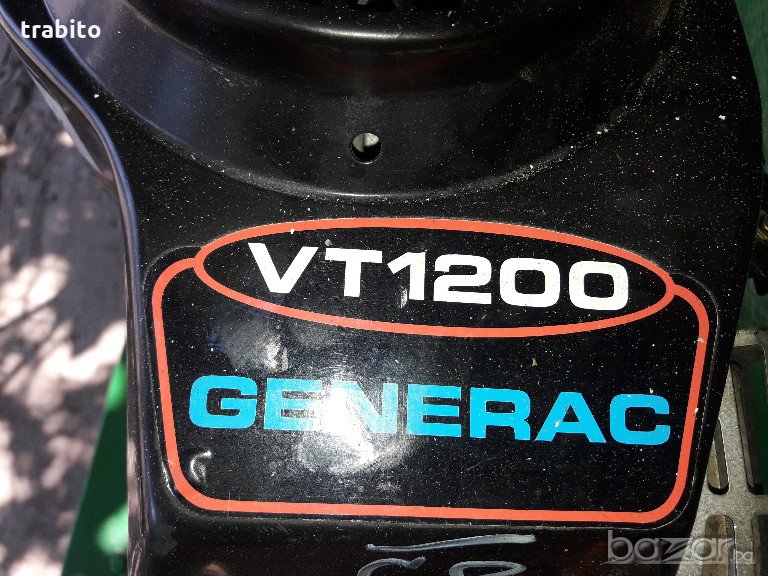 trabito
VT1200
GENERAC
bazar.bg